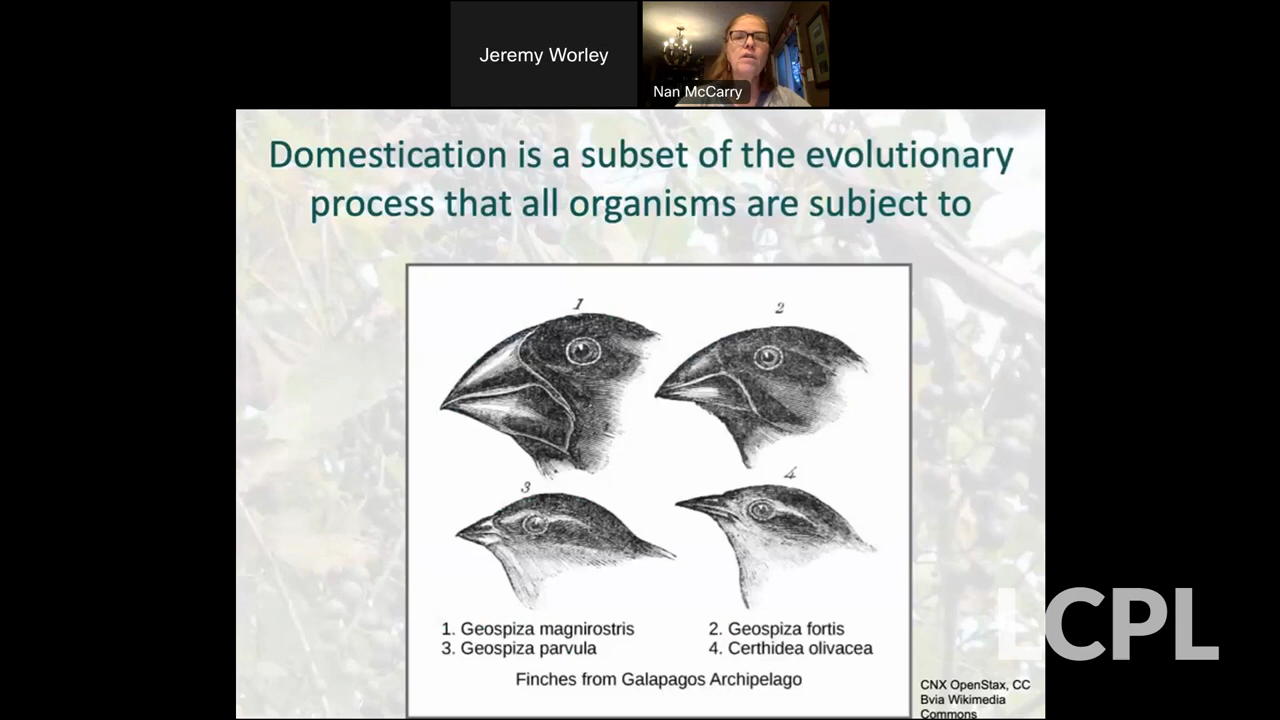 Jeremy Worley
Nan McCarry
Domestication is a subset of the evolutionary
process that all organisms are subject to
1
2
3
4
1. Geospiza magnirostris
2. Geospiza fortis
3. Geospiza parvula
4. Certhidea olivacea
Finches from Galapagos Archipelago
CNX OpenStax, CC
Bvia Wikimedia
Commons
LCPL